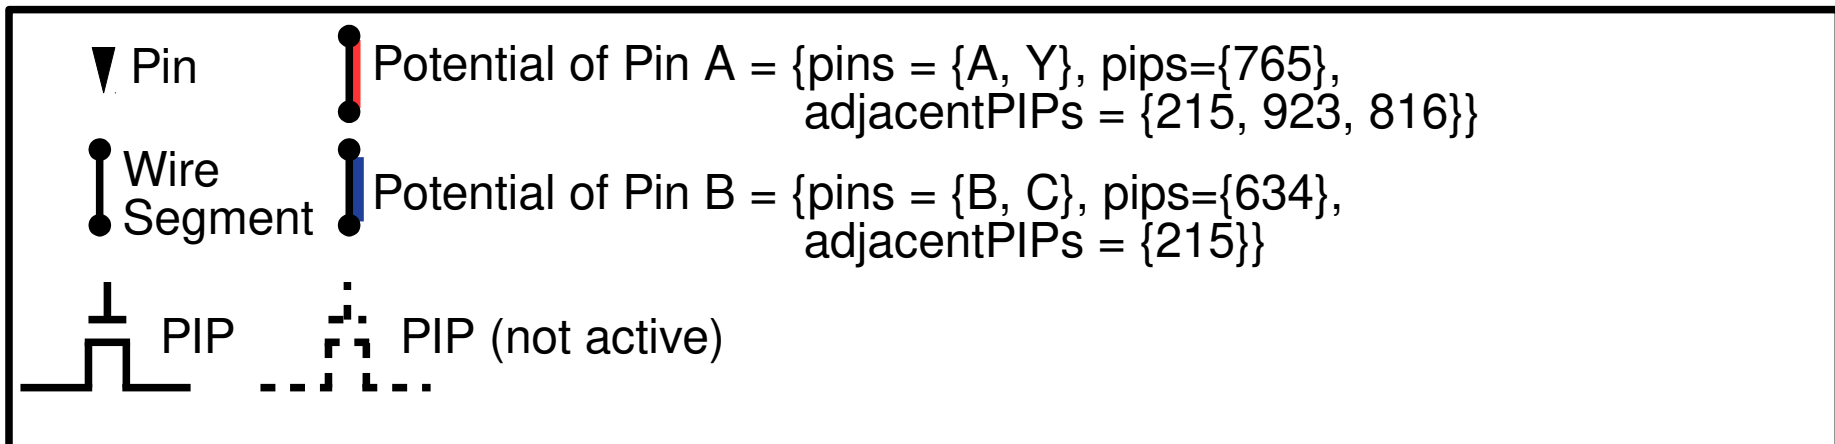 Pin
Potential of Pin A = {pins = {A, Y}, pips={765},
adjacentPIPs = {215, 923, 816}}
Wire
Segment
Potential of Pin B = {pins = {B, C}, pips={634},
adjacentPIPs = {215}}
PIP
PIP (not active)